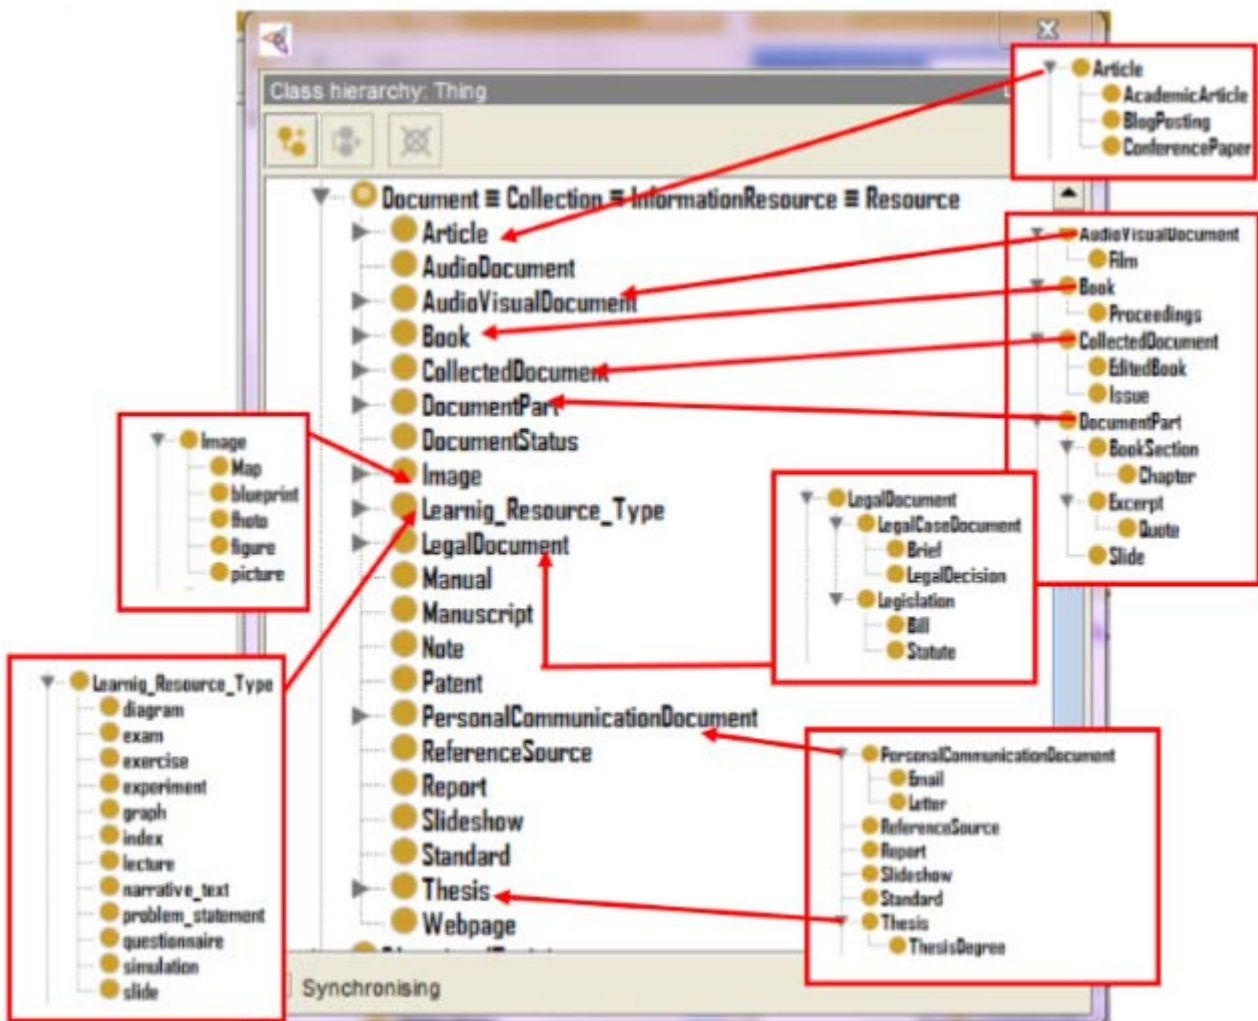 Class hierarchy: Thing
Document ≡ Collection ≡ InformationResource ≡ Resource
Article
AudioDocument
AudioVisualDocument
Book
CollectedDocument
DocumentPart
DocumentStatus
Image
Learnig_Resource_Type
LegalDocument
Manual
Manuscript
Note
Patent
PersonalCommunicationDocument
ReferenceSource
Report
Slideshow
Standard
Thesis
Webpage
Synchronising
Article
AcademicArticle
BlogPosting
ConferencePaper
AudioVisualDocument
Film
Book
Proceedings
CollectedDocument
EditedBook
Issue
DocumentPart
BookSection
Chapter
Excerpt
Quote
Slide
Image
Map
blueprint
fhoto
figure
picture
LegalDocument
LegalCaseDocument
Brief
LegalDecision
Legislation
Bill
Statute
Learnig_Resource_Type
diagram
exam
exercise
experiment
graph
index
lecture
narrative_text
problem_statement
questionnaire
simulation
slide
PersonalCommunicationDocument
Email
Letter
ReferenceSource
Report
Slideshow
Standard
Thesis
ThesisDegree